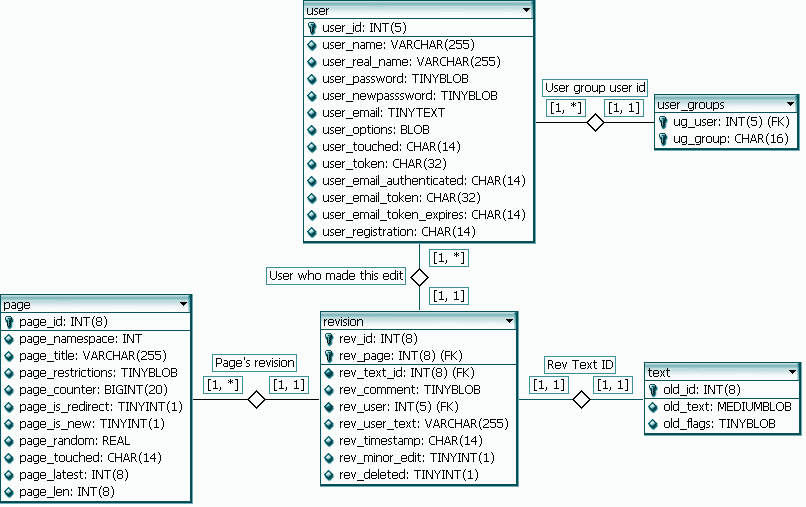 user
user_id: INT(5)
user_name: VARCHAR(255)
user_real_name: VARCHAR(255)
user_password: TINYBLOB
user_newpasssword: TINYBLOB
user_email: TINYTEXT
user_options: BLOB
user_touched: CHAR(14)
user_token: CHAR(32)
user_email_authenticated: CHAR(14)
user_email_token: CHAR(32)
user_email_token_expires: CHAR(14)
user_registration: CHAR(14)
User group user id
[1, *] [1, 1]
user_groups
ug_user: INT(5) (FK)
ug_group: CHAR(16)
[1, *]
User who made this edit
[1, 1]
page
page_id: INT(8)
page_namespace: INT
page_title: VARCHAR(255)
page_restrictions: TINYBLOB
page_counter: BIGINT(20)
page_is_redirect: TINYINT(1)
page_is_new: TINYINT(1)
page_random: REAL
page_touched: CHAR(14)
page_latest: INT(8)
page_len: INT(8)
Page's revision
[1, *] [1, 1]
revision
rev_id: INT(8)
rev_page: INT(8) (FK)
rev_text_id: INT(8) (FK)
rev_comment: TINYBLOB
rev_user: INT(5) (FK)
rev_user_text: VARCHAR(255)
rev_timestamp: CHAR(14)
rev_minor_edit: TINYINT(1)
rev_deleted: TINYINT(1)
Rev Text ID
[1, 1] [1, 1]
text
old_id: INT(8)
old_text: MEDIUMBLOB
old_flags: TINYBLOB